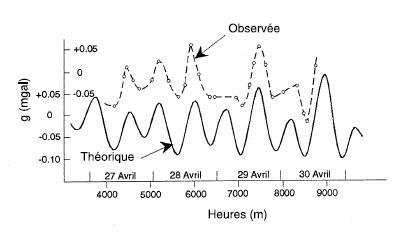 Observée
+0.05
0
-0.05
+0.05
0
-0.05
-0.10
g (mgal)
Théorique
27 Avril 28 Avril 29 Avril 30 Avril
4000 5000 6000 7000 8000 9000
Heures (m)